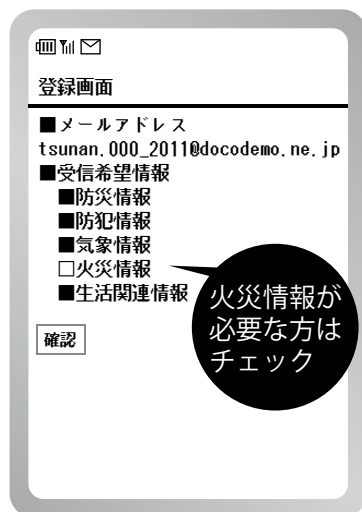 登録画面
■メールアドレス
tsunan.000_2011@docodemo.ne.jp
■受信希望情報
■防災情報
■防犯情報
■気象情報
□火災情報
■生活関連情報
火災情報が
必要な方は
チェック
確認